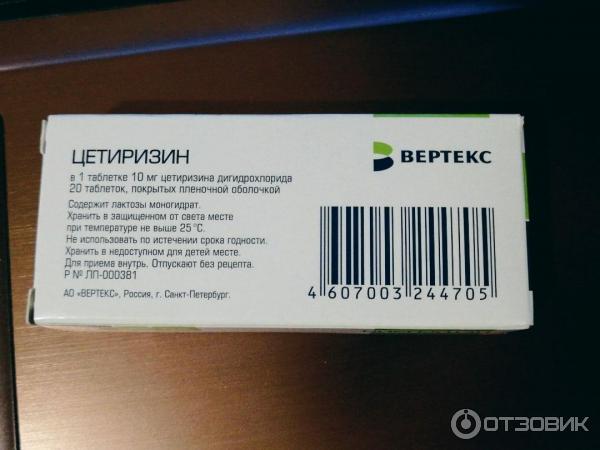 ЦЕТИРИЗИН
в 1 таблетке 10 мг цетиризина дигидрохлорида
20 таблеток, покрытых пленочной оболочкой
Содержит лактозы моногидрат.
Хранить в защищенном от света месте
при температуре не выше 25 °С.
Не использовать по истечении срока годности.
Хранить в недоступном для детей месте.
Для приема внутрь. Отпускают без рецепта.
Р № ЛП-000381
АО «ВЕРТЕКС», Россия, г. Санкт-Петербург.
ВЕРТЕКС
4 607003 244705
ОТЗОВИК